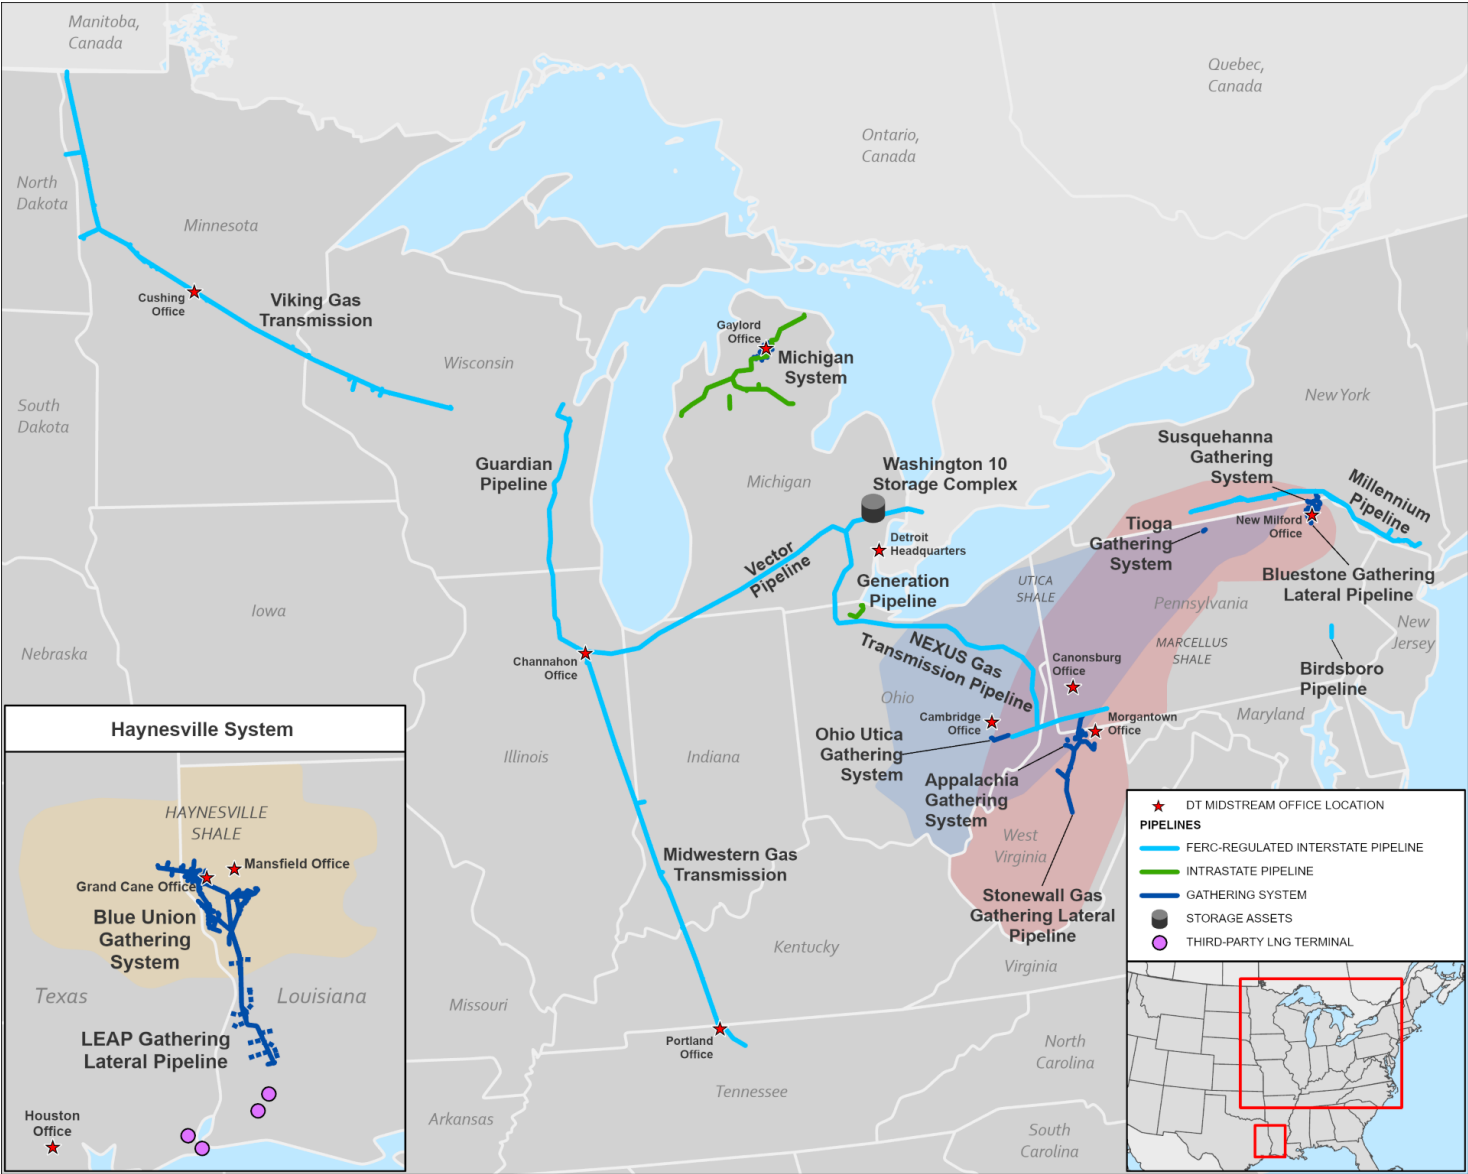 Manitoba,
Canada
Quebec,
Canada
Ontario,
Canada
North
Dakota
Minnesota
Cushing
Office
Viking Gas
Transmission
Gaylord
Office
Michigan
System
Wisconsin
South
Dakota
New York
Guardian
Pipeline
Michigan
Washington 10
Storage Complex
Susquehanna
Gathering
System
Millennium
Pipeline
New Milford
Office
Tioga
Gathering
System
Detroit
Headquarters
Vector
Pipeline
Generation
Pipeline
UTICA
SHALE
Bluestone Gathering
Lateral Pipeline
Pennsylvania
Iowa
New
Jersey
Nebraska
MARCELLUS
SHALE
NEXUS Gas
Transmission Pipeline
Channahon
Office
Canonsburg
Office
Birdsboro
Pipeline
Ohio
Maryland
Cambridge
Office
Morgantown
Office
Ohio Utica
Gathering
System
Illinois
Indiana
Appalachia
Gathering
System
West
Virginia
Midwestern Gas
Transmission
Stonewall Gas
Gathering Lateral
Pipeline
Kentucky
Virginia
Missouri
Portland
Office
North
Carolina
Tennessee
Arkansas
South
Carolina
Haynesville System
HAYNESVILLE
SHALE
Mansfield Office
Grand Cane Office
Blue Union
Gathering
System
Texas
Louisiana
LEAP Gathering
Lateral Pipeline
Houston
Office
DT MIDSTREAM OFFICE LOCATION
PIPELINES
FERC-REGULATED INTERSTATE PIPELINE
INTRASTATE PIPELINE
GATHERING SYSTEM
STORAGE ASSETS
THIRD-PARTY LNG TERMINAL